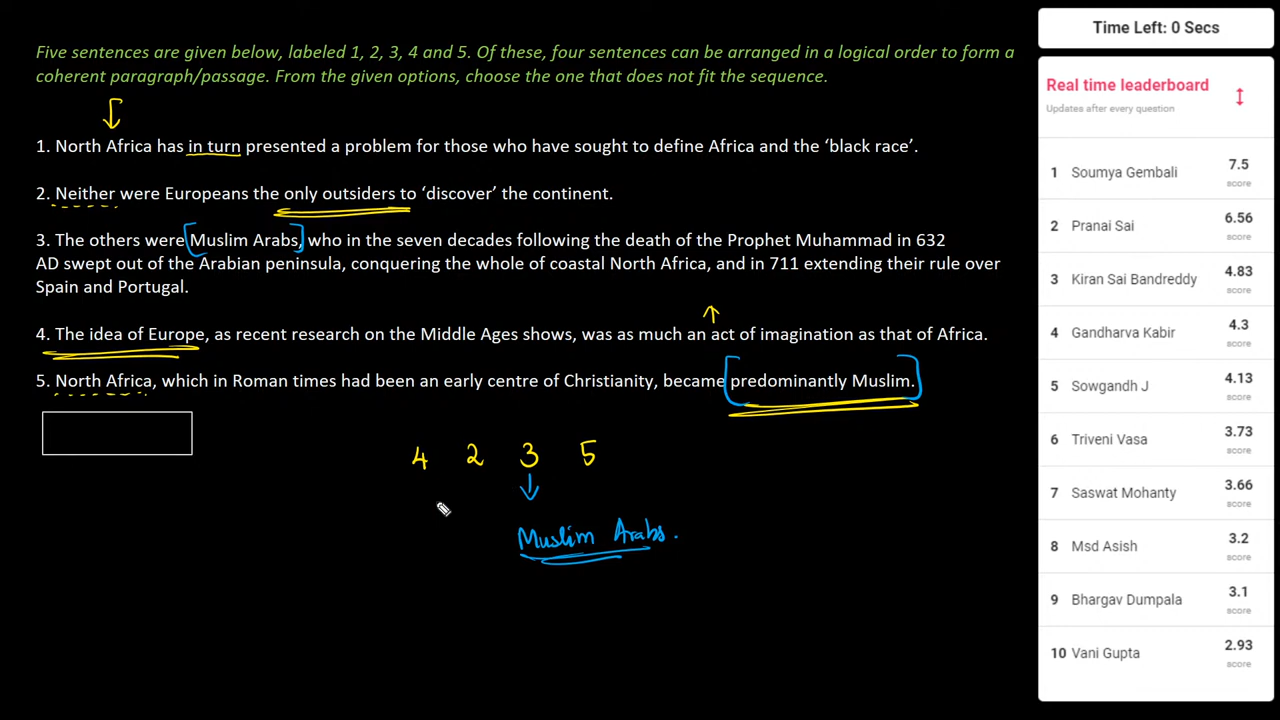 Five sentences are given below, labeled 1, 2, 3, 4 and 5. Of these, four sentences can be arranged in a logical order to form a
coherent paragraph/passage. From the given options, choose the one that does not fit the sequence.
1. North Africa has in turn presented a problem for those who have sought to define Africa and the ‘black race’.
2. Neither were Europeans the only outsiders to ‘discover’ the continent.
3. The others were Muslim Arabs, who in the seven decades following the death of the Prophet Muhammad in 632
AD swept out of the Arabian peninsula, conquering the whole of coastal North Africa, and in 711 extending their rule over
Spain and Portugal.
4. The idea of Europe, as recent research on the Middle Ages shows, was as much an act of imagination as that of Africa.
5. North Africa, which in Roman times had been an early centre of Christianity, became predominantly Muslim.
4 2 3 5
Muslim Arabs.
Time Left: 0 Secs
Real time leaderboard
Updates after every question
1 Soumya Gembali 7.5 score
2 Pranai Sai 6.56 score
3 Kiran Sai Bandreddy 4.83 score
4 Gandharva Kabir 4.3 score
5 Sowgandh J 4.13 score
6 Triveni Vasa 3.73 score
7 Saswat Mohanty 3.66 score
8 Msd Asish 3.2 score
9 Bhargav Dumpala 3.1 score
10 Vani Gupta 2.93 score